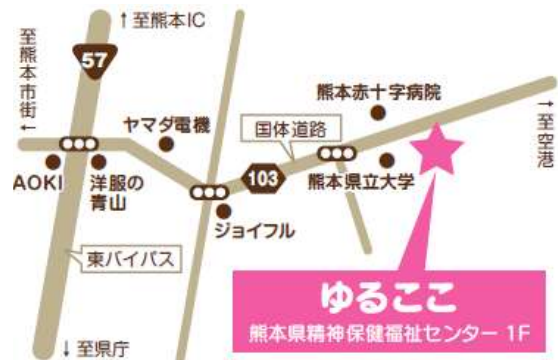 ↑至熊本IC
至熊本市街←
57
ヤマダ電機
熊本赤十字病院
国体道路
→至空港
AOKI
洋服の
青山
103
熊本県立大学
ジョイフル
東バイパス
ゆるここ
熊本県精神保健福祉センター 1F
↓至県庁